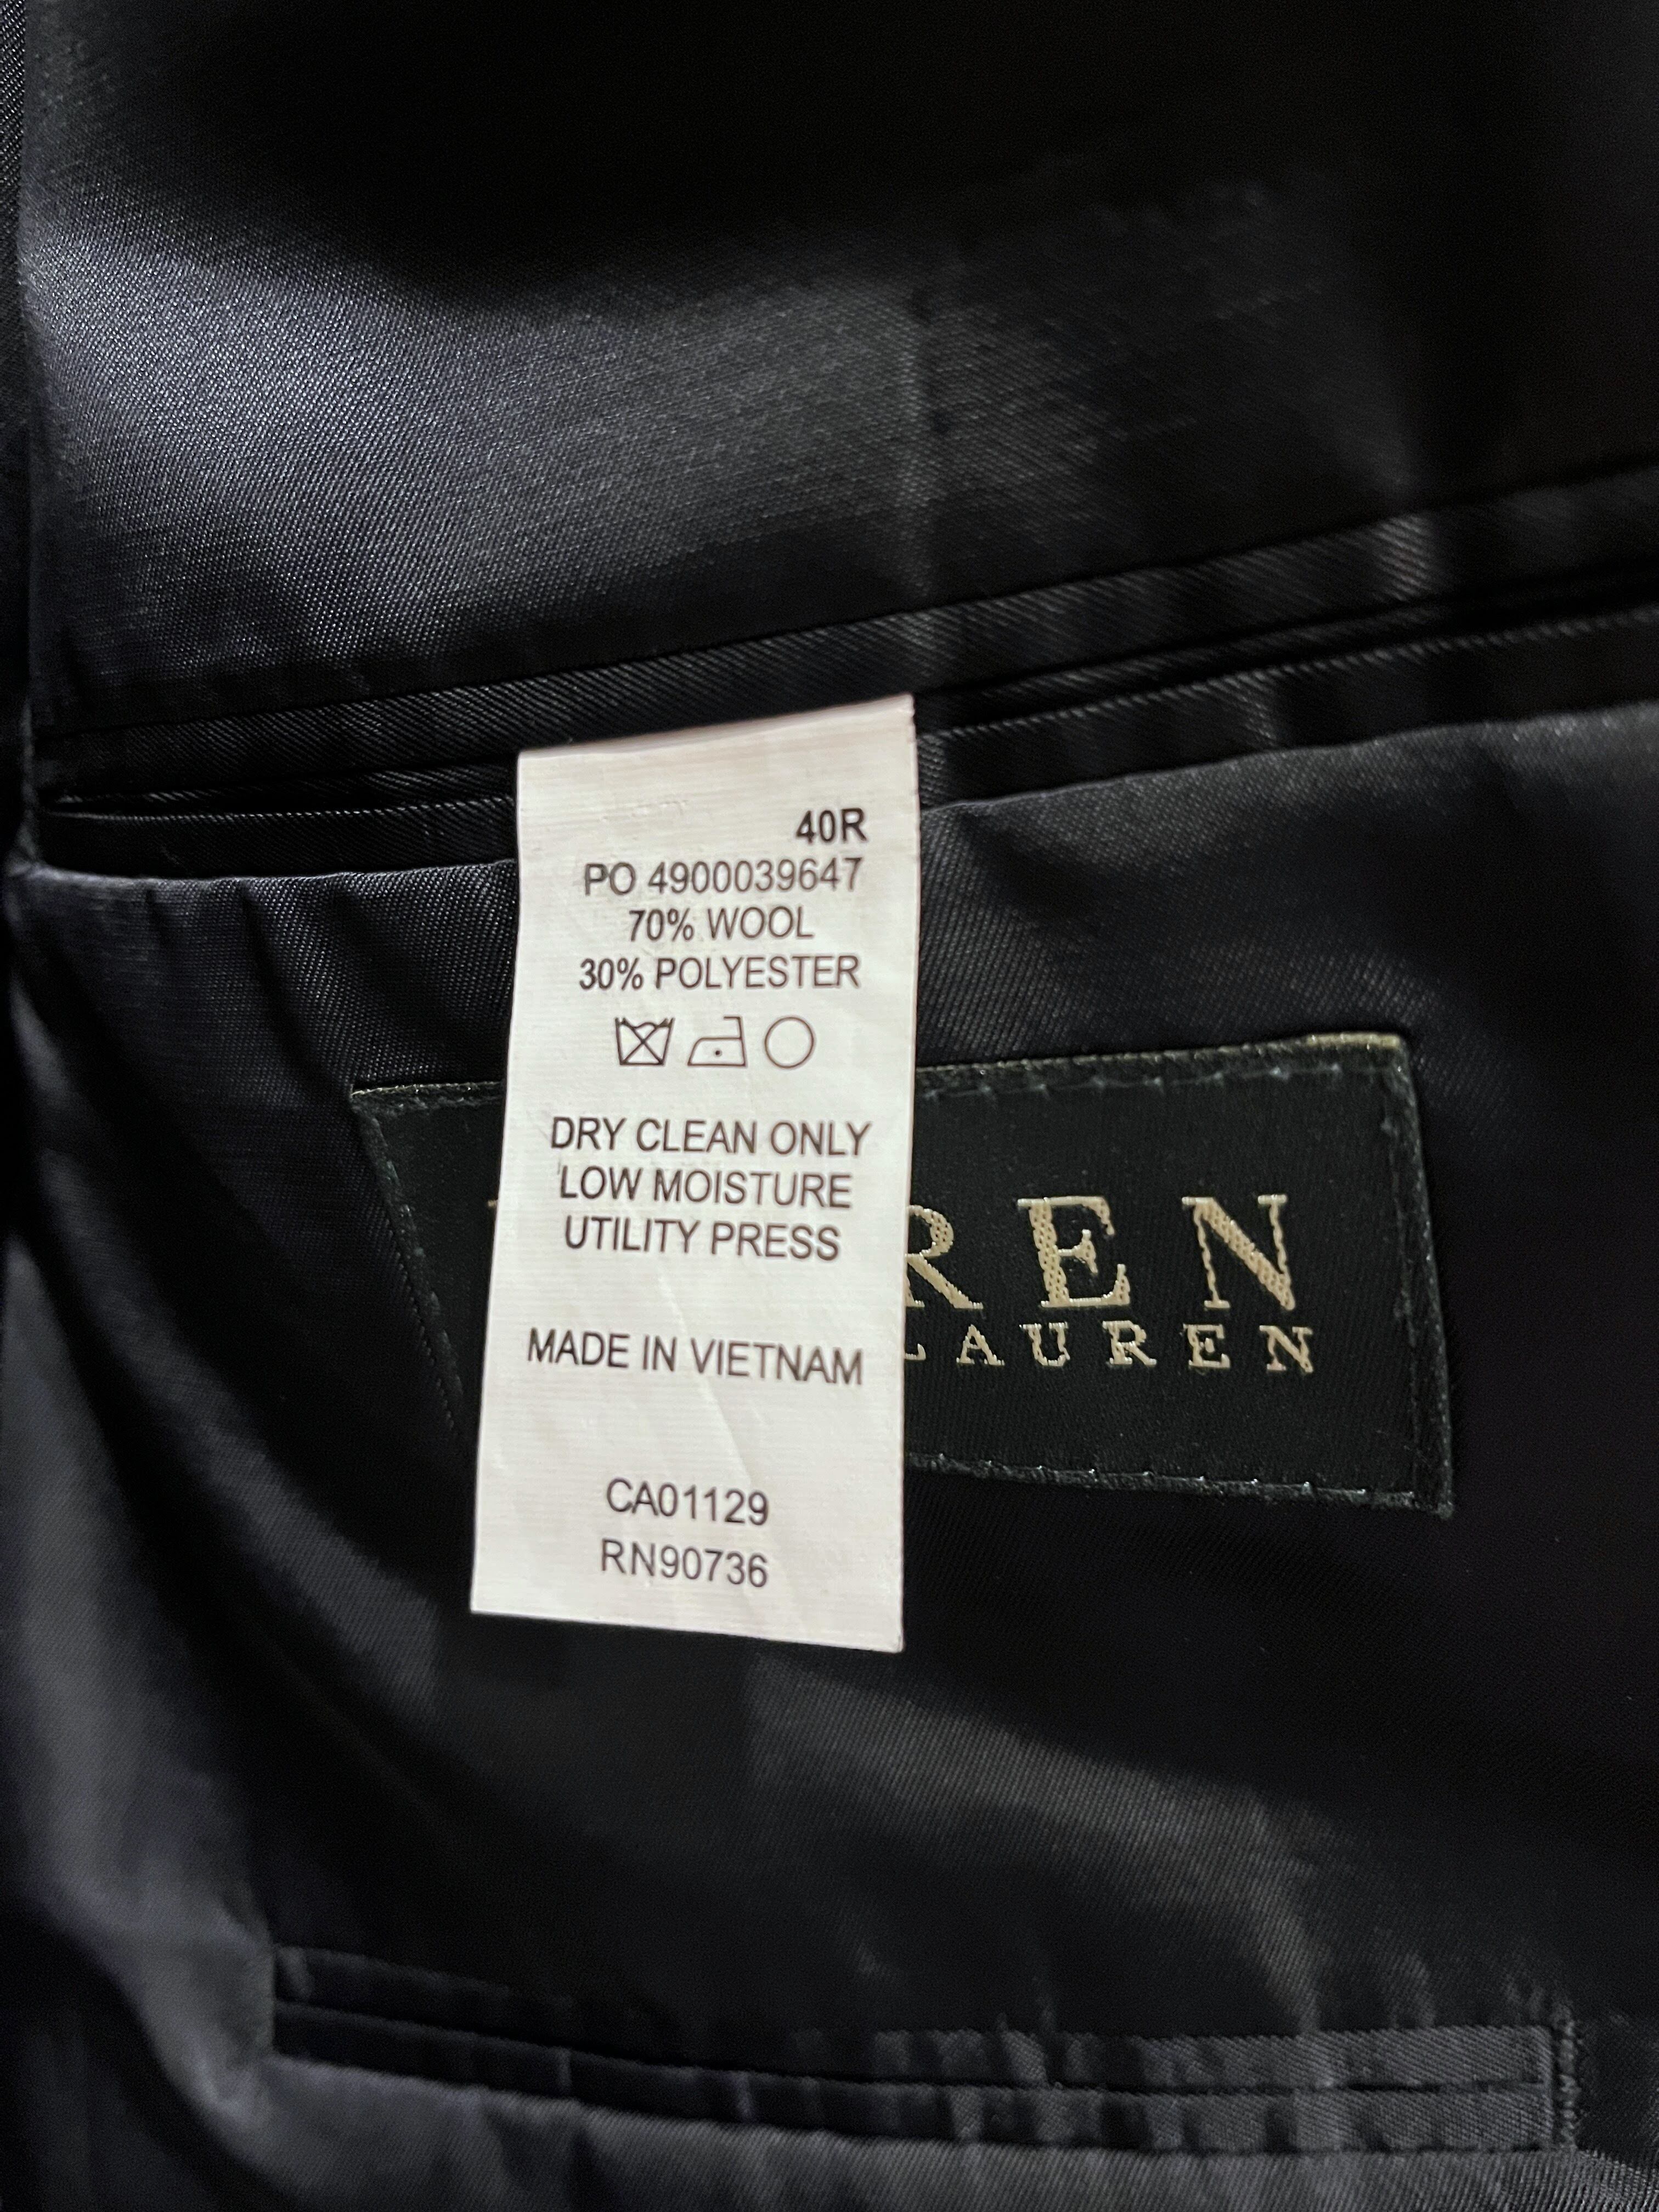 40R
PO 4900039647
70% WOOL
30% POLYESTER
DRY CLEAN ONLY
LOW MOISTURE
UTILITY PRESS
MADE IN VIETNAM
CA01129
RN90736
REN
LAUREN